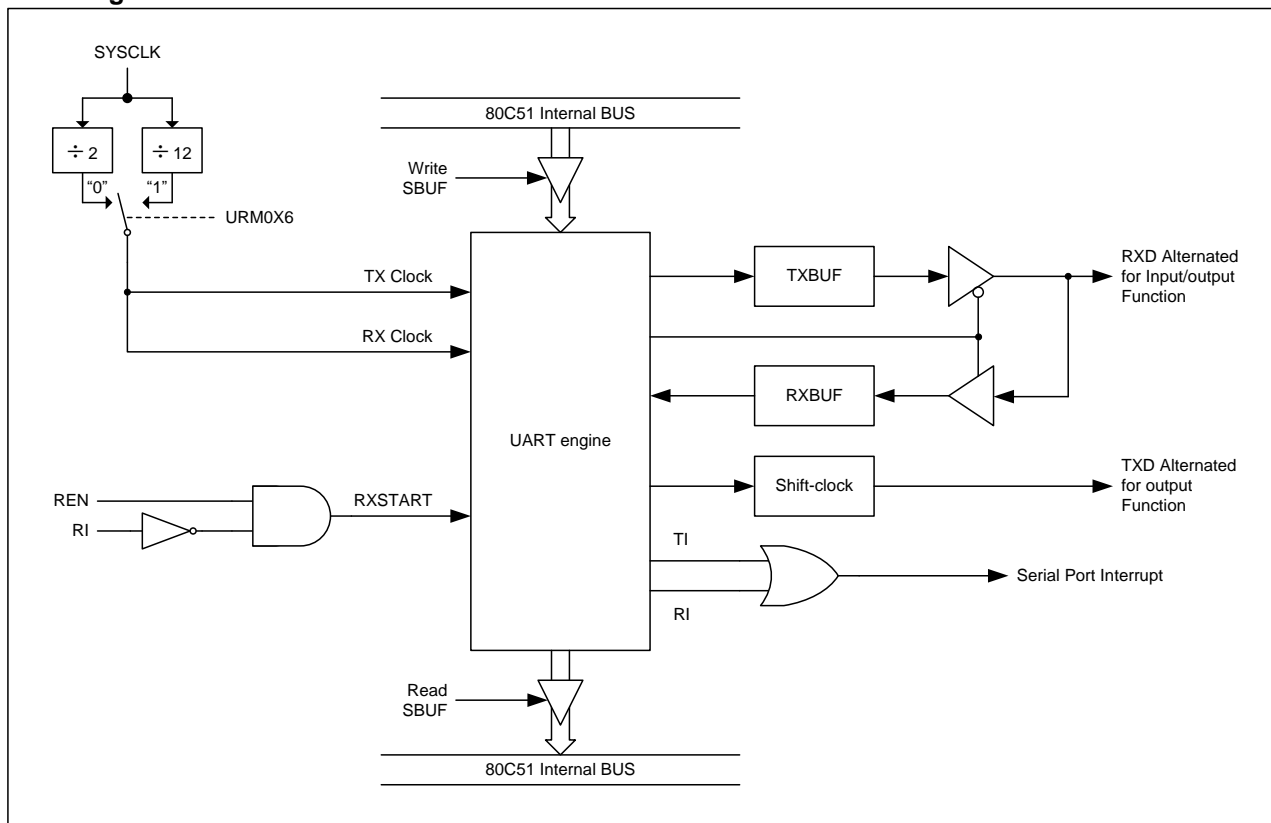 SYSCLK
÷ 2
÷ 12
"0"
"1"
URM0X6
80C51 Internal BUS
Write
SBUF
TX Clock
RX Clock
TXBUF
RXD Alternated
for Input/output
Function
RXBUF
UART engine
REN
RI
RXSTART
Shift-clock
TXD Alternated
for output
Function
TI
RI
Serial Port Interrupt
Read
SBUF
80C51 Internal BUS